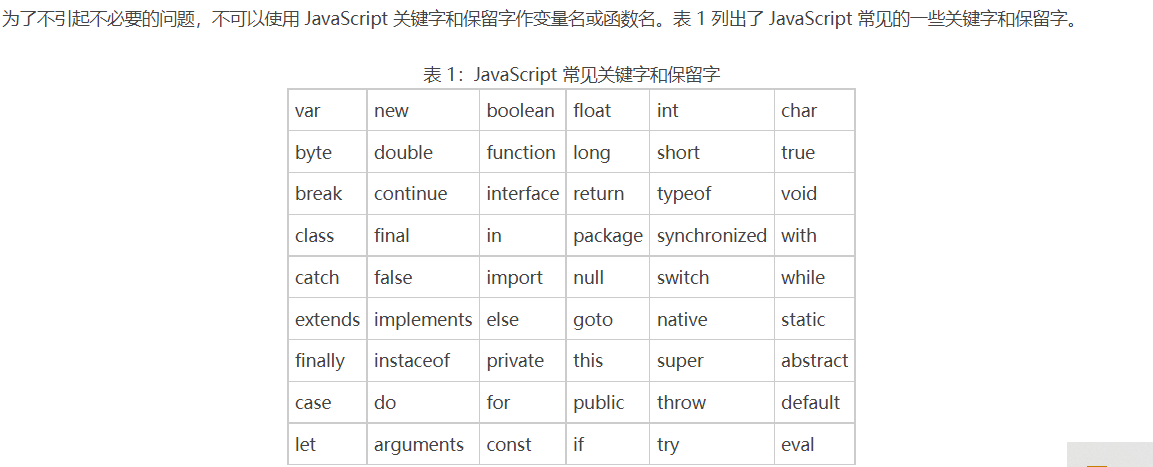 为了不引起不必要的问题，不可以使用 JavaScript 关键字和保留字作变量名或函数名。表 1 列出了 JavaScript 常见的一些关键字和保留字。
表 1：JavaScript 常见关键字和保留字
var new boolean float int char
byte double function long short true
break continue interface return typeof void
class final in package synchronized with
catch false import null switch while
extends implements else goto native static
finally instaceof private this super abstract
case do for public throw default
let arguments const if try eval